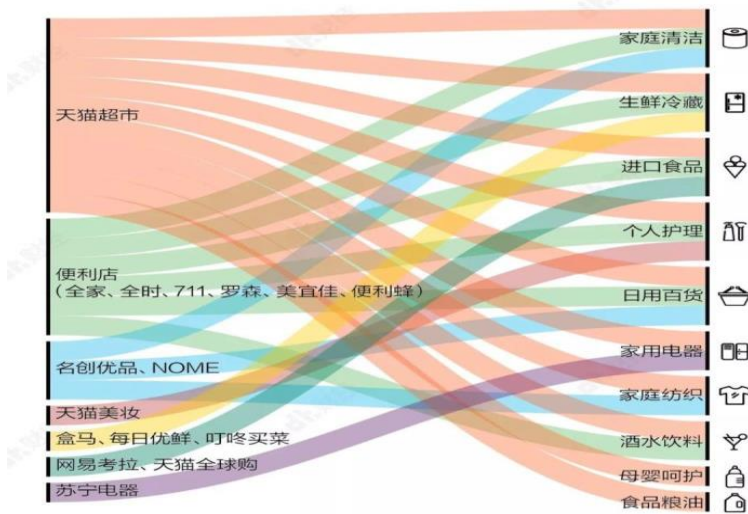 天猫超市
便利店
（全家、全时、711、罗森、美宜佳、便利蜂）
名创优品、NOME
天猫美妆
盒马、每日优鲜、叮咚买菜
网易考拉、天猫全球购
苏宁电器
家庭清洁
生鲜冷藏
进口食品
个人护理
日用百货
家用电器
家庭纺织
酒水饮料
母婴呵护
食品粮油